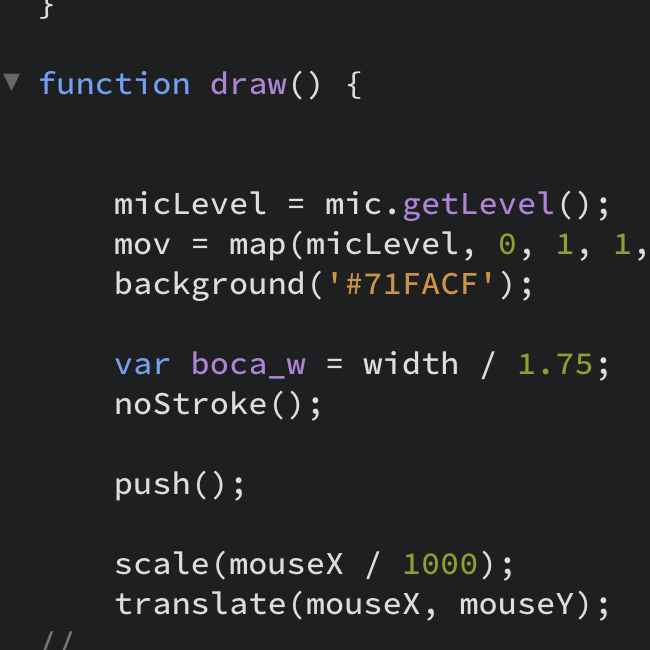 }
function draw() {
micLevel = mic.getLevel();
mov = map(micLevel, 0, 1, 1,
background('#71FACF');
var boca_w = width / 1.75;
noStroke();
push();
scale(mouseX / 1000);
translate(mouseX, mouseY);
//